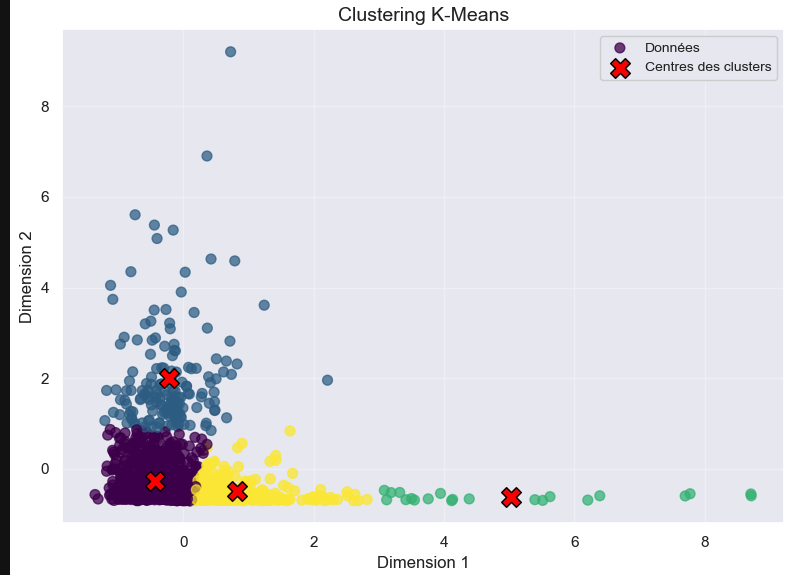 Clustering K-Means
Données
Centres des clusters
8
6
4
2
0
Dimension 2
0
2
4
6
8
Dimension 1